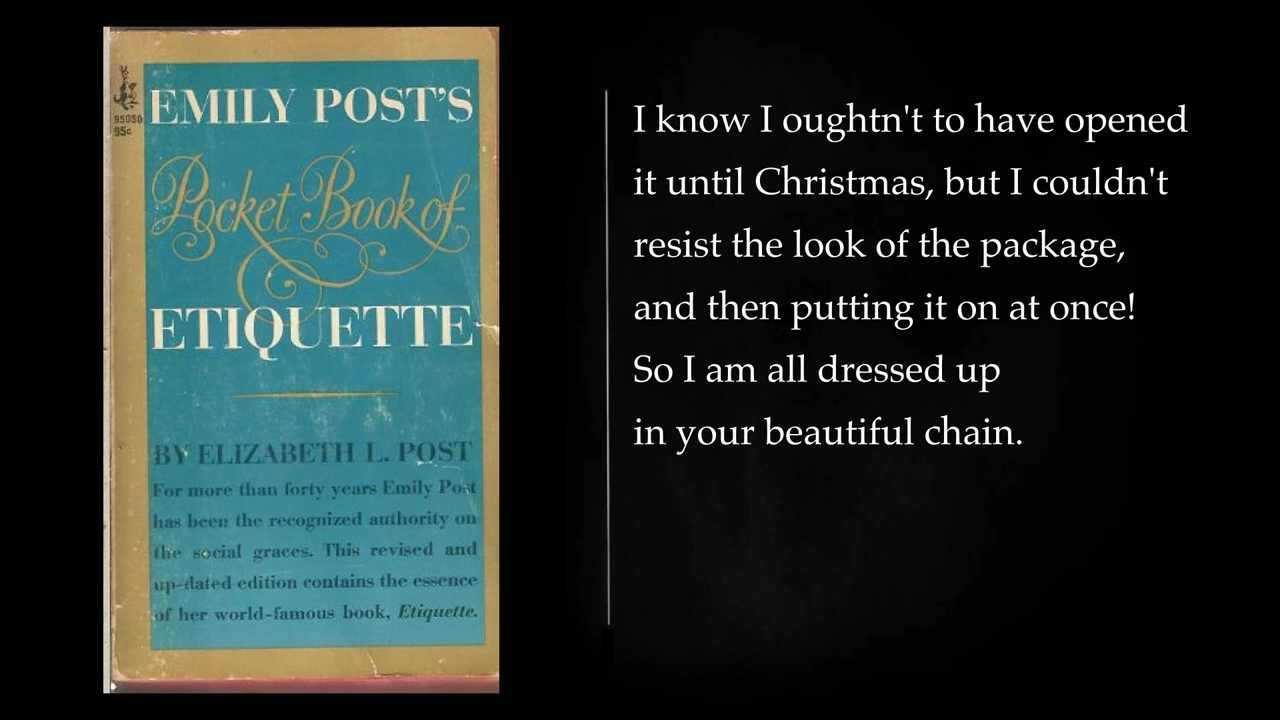 95050
95c
EMILY POST'S
Pocket Book of
ETIQUETTE
BY ELIZABETH L. POST
For more than forty years Emily Post
has been the recognized authority on
the social graces. This revised and
up-dated edition contains the essence
of her world-famous book, Etiquette.
I know I oughtn't to have opened
it until Christmas, but I couldn't
resist the look of the package,
and then putting it on at once!
So I am all dressed up
in your beautiful chain.